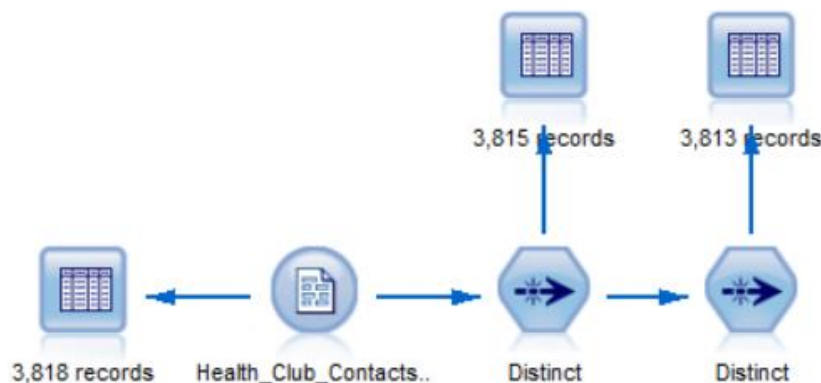 3,815 records
3,813 records
3,818 records
Health_Club_Contacts..
Distinct
Distinct